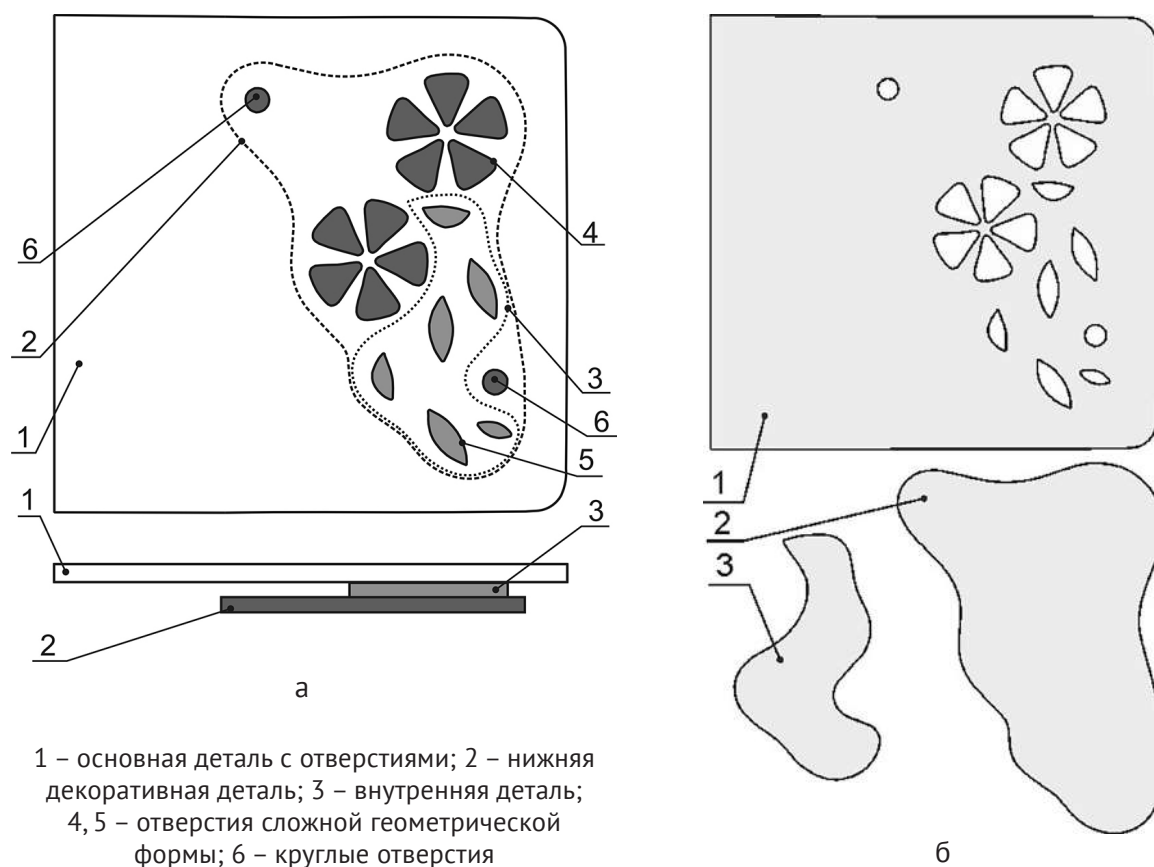 6
2
1
4
3
6
5
1
3
2
а
1 – основная деталь с отверстиями; 2 – нижняя
декоративная деталь; 3 – внутренняя деталь;
4, 5 – отверстия сложной геометрической
формы; 6 – круглые отверстия
1
2
3
б